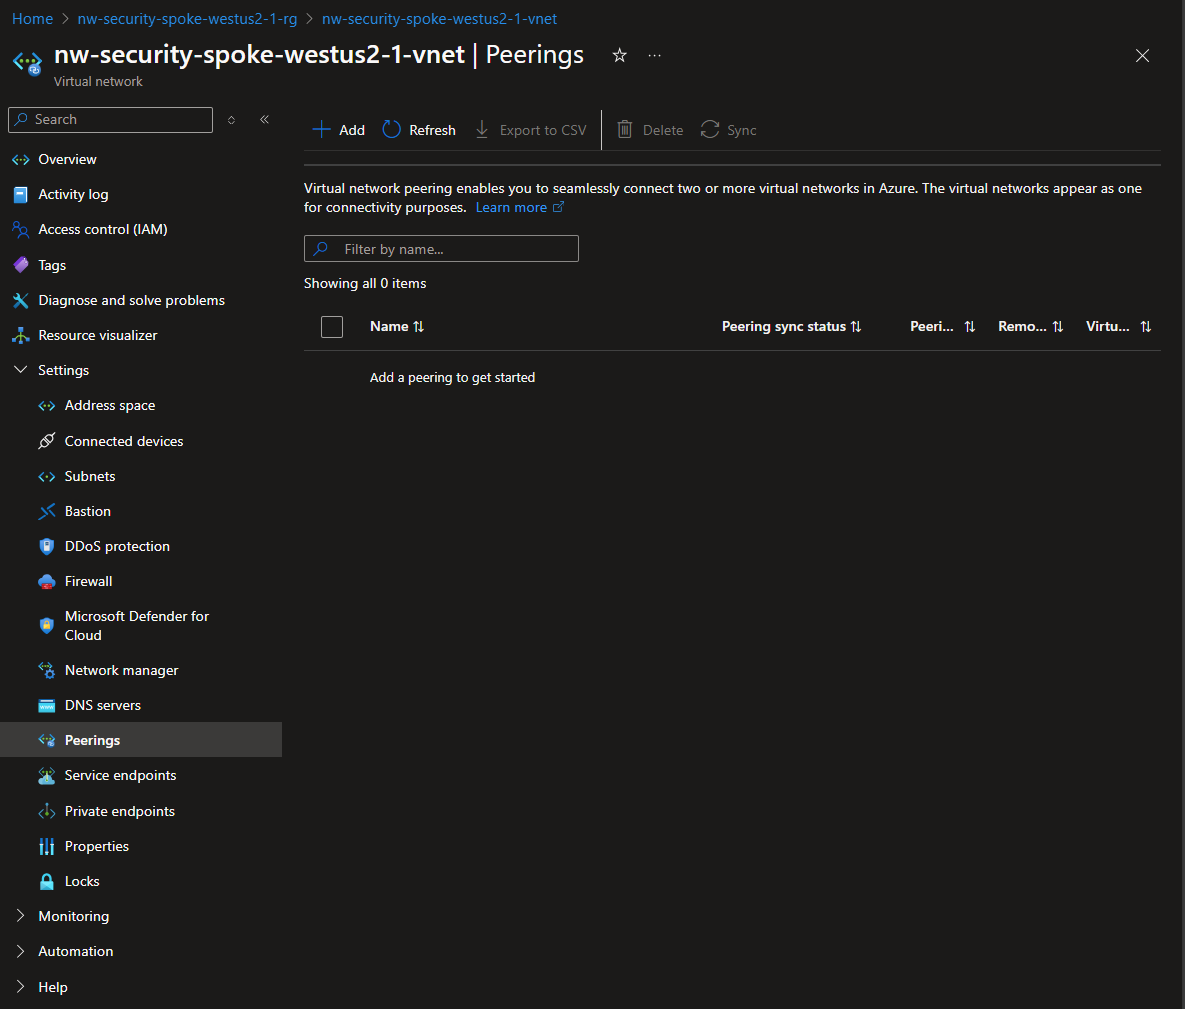 Home > nw-security-spoke-westus2-1-rg > nw-security-spoke-westus2-1-vnet
nw-security-spoke-westus2-1-vnet | Peerings
Virtual network
Search
Overview
Activity log
Access control (IAM)
Tags
Diagnose and solve problems
Resource visualizer
Settings
Address space
Connected devices
Subnets
Bastion
DDoS protection
Firewall
Microsoft Defender for
Cloud
Network manager
DNS servers
Peerings
Service endpoints
Private endpoints
Properties
Locks
Monitoring
Automation
Help
Add Refresh Export to CSV Delete Sync
Virtual network peering enables you to seamlessly connect two or more virtual networks in Azure. The virtual networks appear as one
for connectivity purposes. Learn more
Filter by name...
Showing all 0 items
Name Peering sync status Peeri... Remo... Virtu...
Add a peering to get started